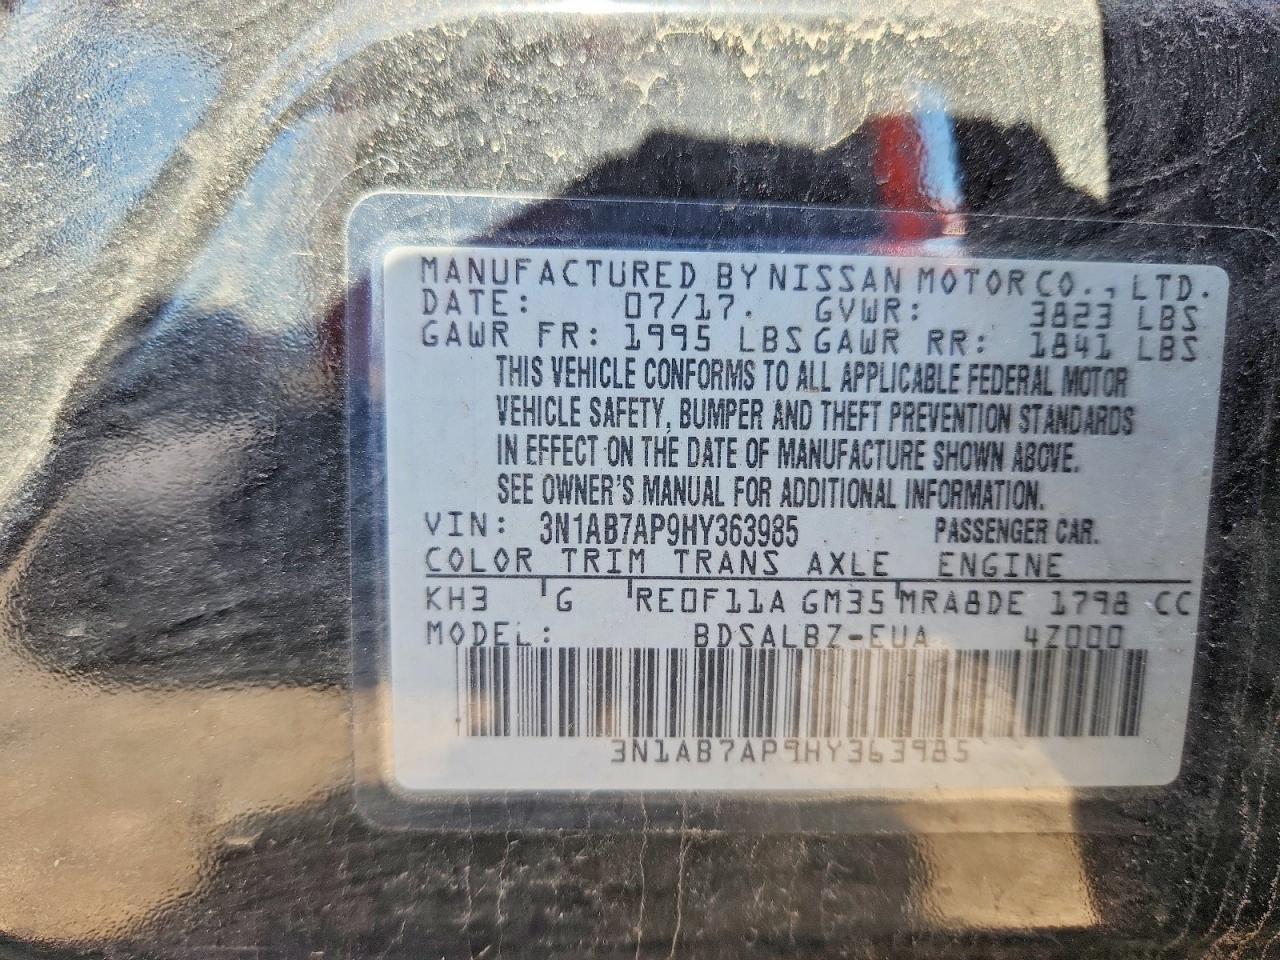 MANUFACTURED BY NISSAN MOTOR CO., LTD.
DATE: 07/17. GVWR: 3823 LBS
GAWR FR: 1995 LBS GAWR RR: 1841 LBS
THIS VEHICLE CONFORMS TO ALL APPLICABLE FEDERAL MOTOR
VEHICLE SAFETY, BUMPER AND THEFT PREVENTION STANDARDS
IN EFFECT ON THE DATE OF MANUFACTURE SHOWN ABOVE.
SEE OWNER'S MANUAL FOR ADDITIONAL INFORMATION.
VIN: 3N1AB7AP9HY363985 PASSENGER CAR.
COLOR TRIM TRANS AXLE ENGINE
KH3 G RE0F11A GM35 MRA8DE 1798 CC
MODEL: BDSALBZ-EUA 4Z000
3N1AB7AP9HY363985